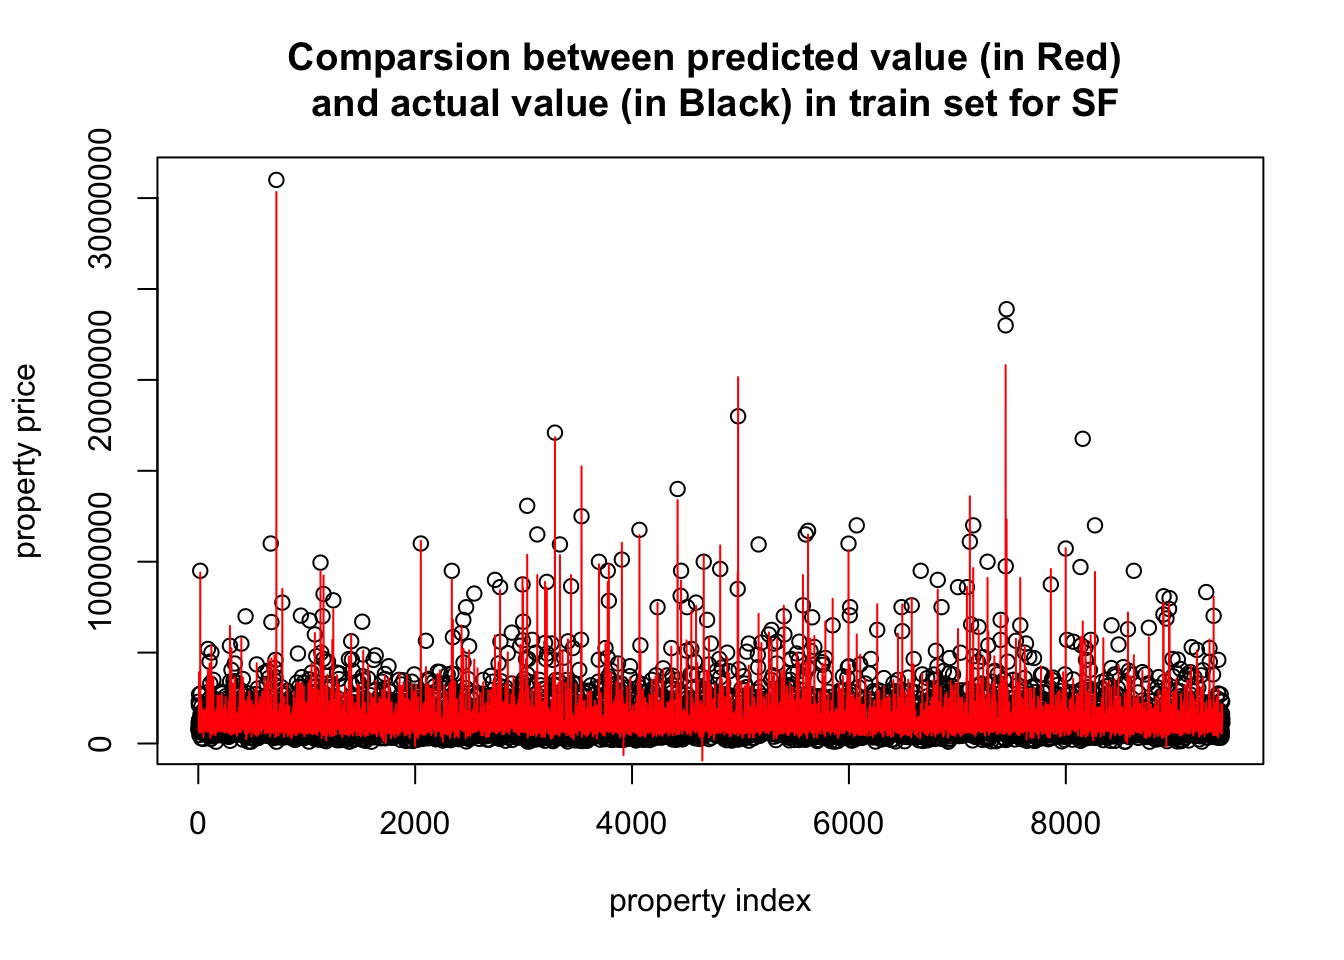 Comparsion between predicted value (in Red)
and actual value (in Black) in train set for SF
30000000
20000000
10000000
0
property price
0 2000 4000 6000 8000
property index